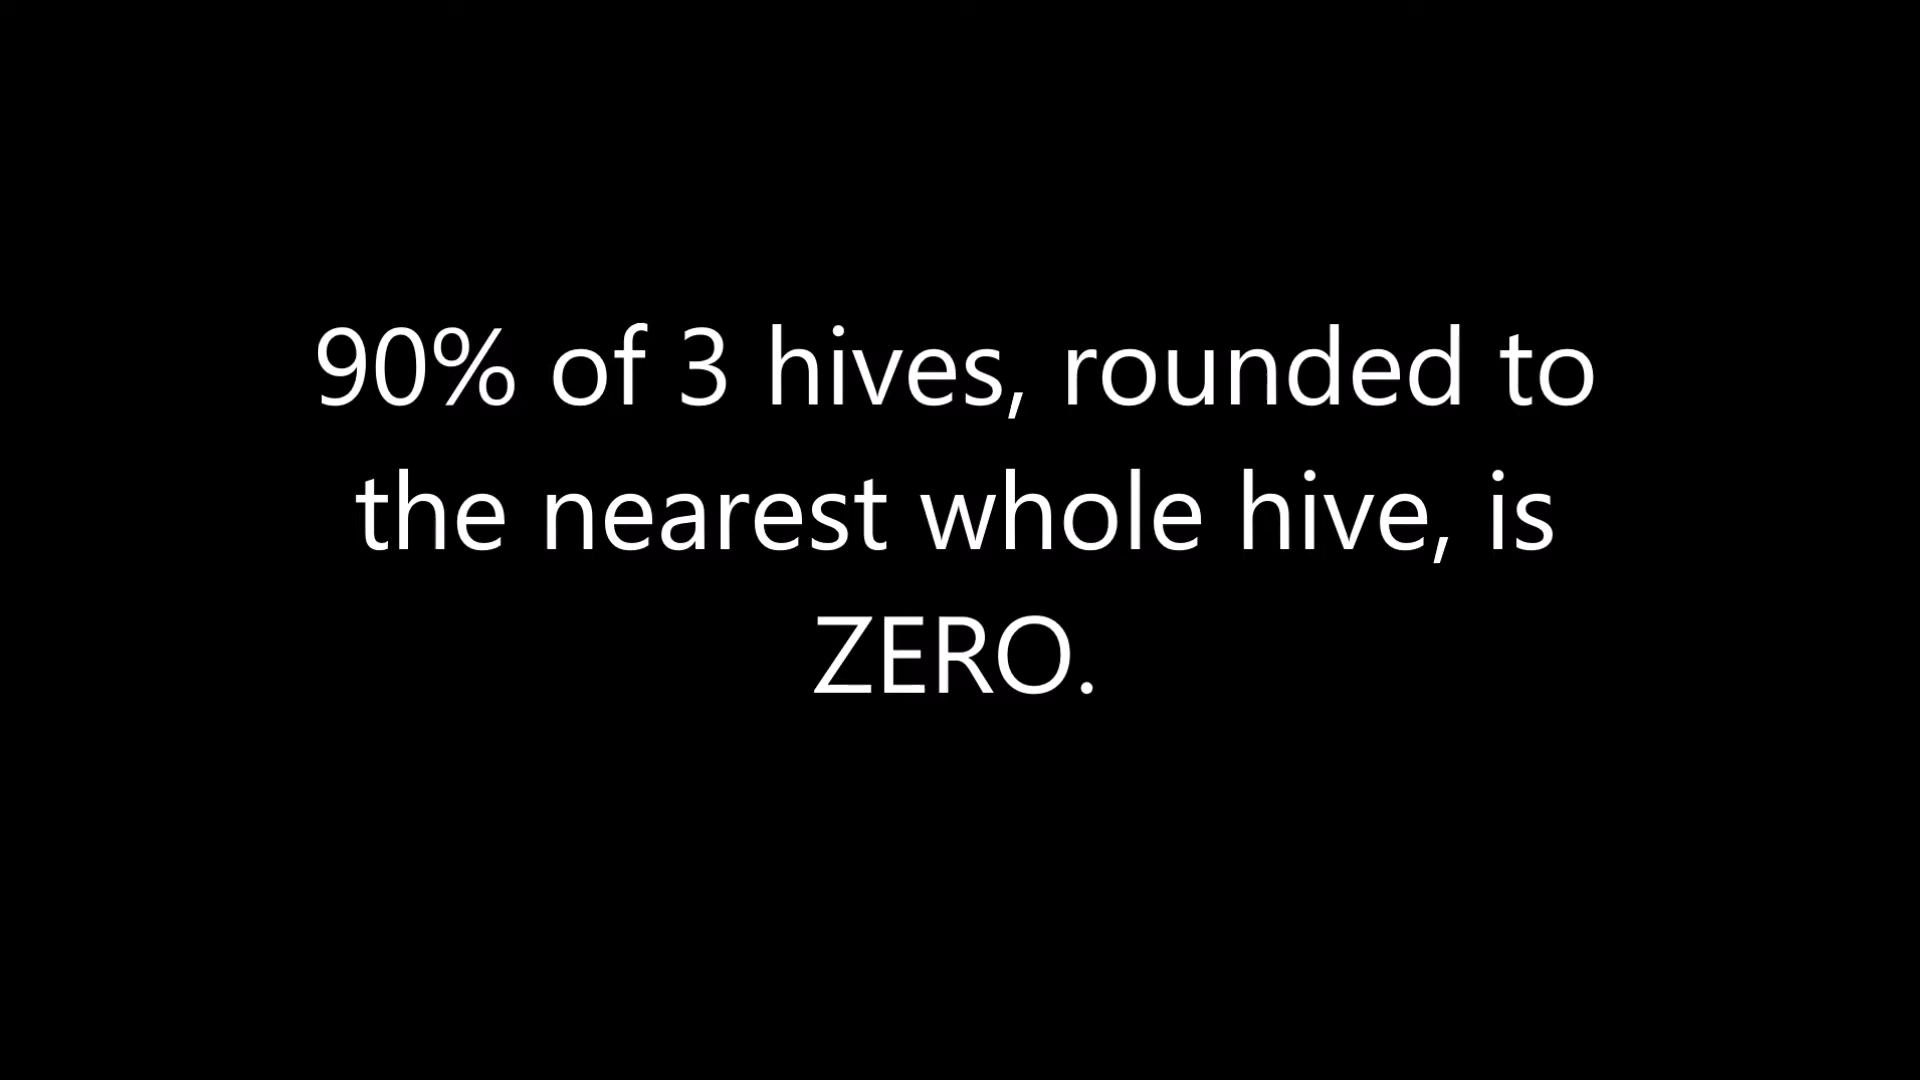 90% of 3 hives, rounded to
the nearest whole hive, is
ZERO.